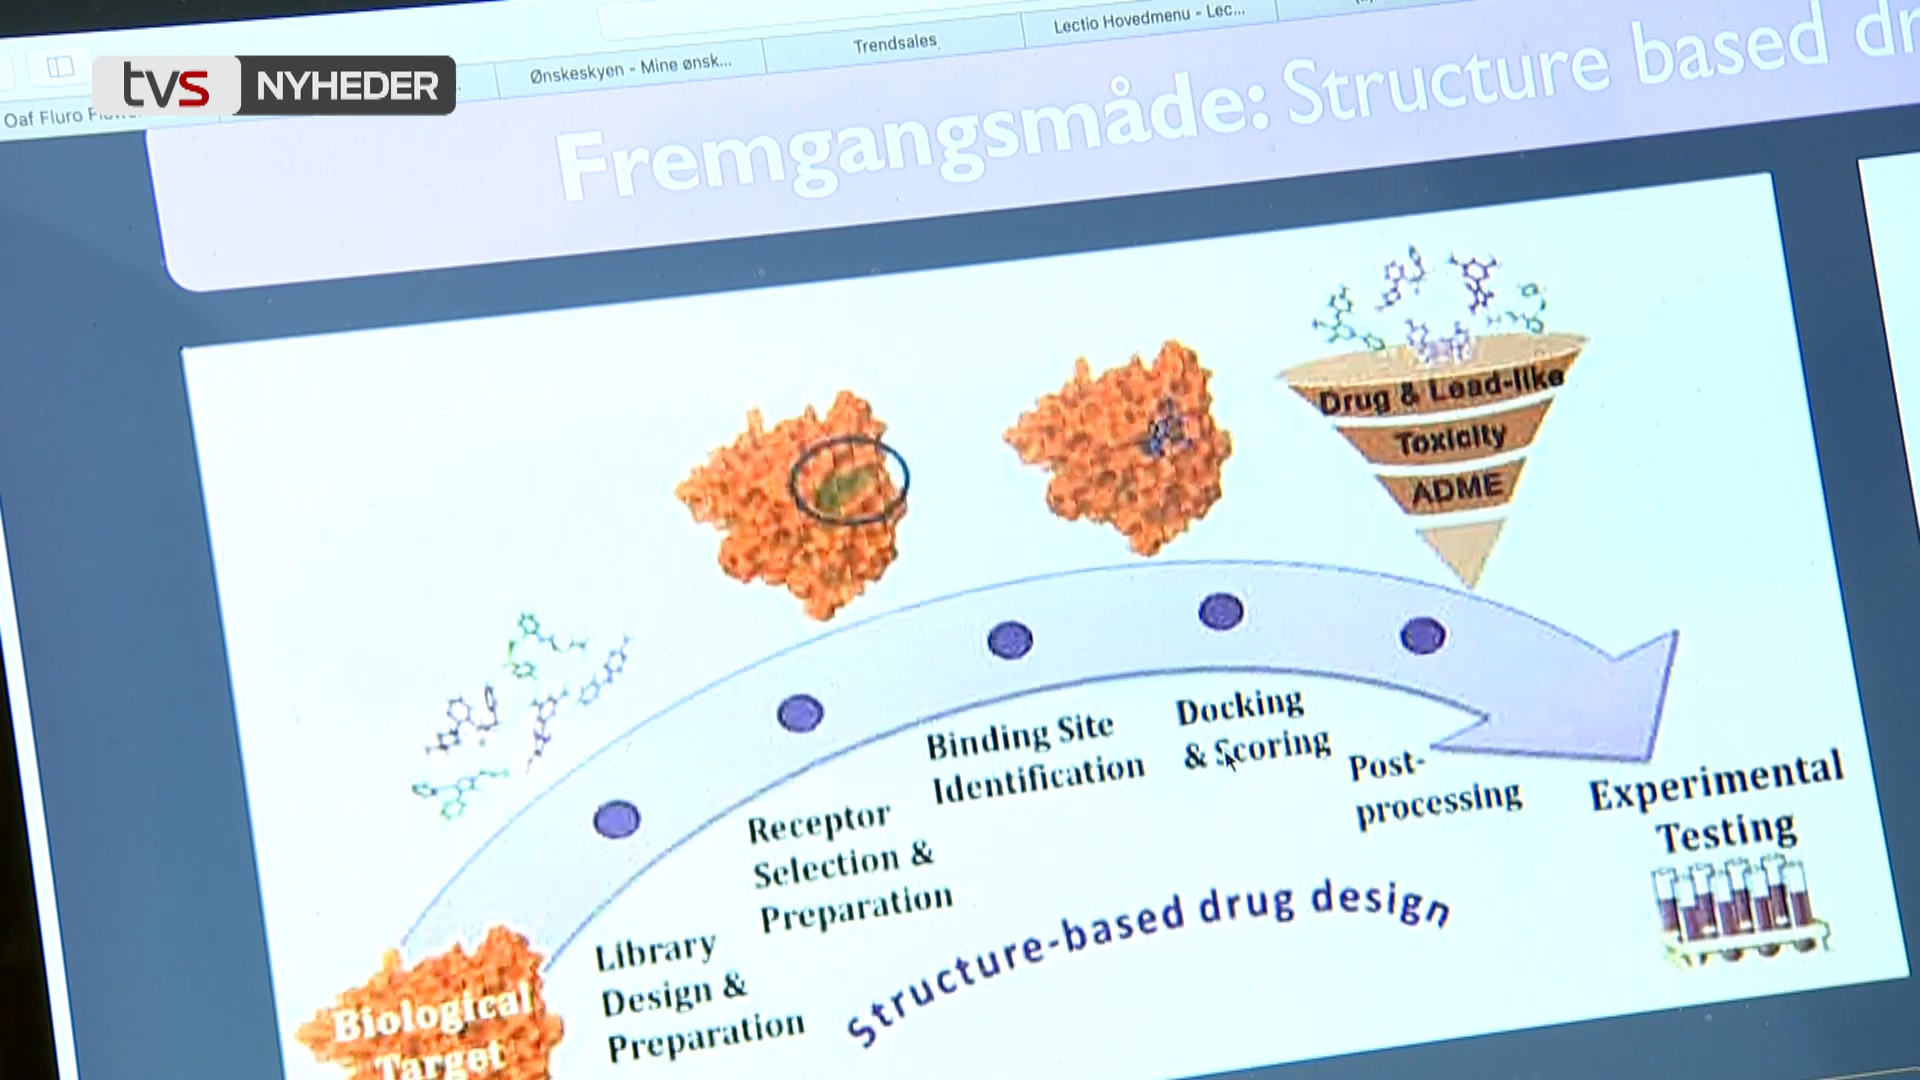 tvs NYHEDER
Ønskeskyen - Mine ønsk...
Trendsales
Lectio Hovedmenu - Lec...
Oaf Fluro
Fremgangsmåde: Structure based
Drug & Lead-like
Toxicity
ADME
Docking
& Scoring
Binding Site
Identification
Post-
processing
Experimental
Testing
Receptor
Selection &
Preparation
Library
Design &
Preparation
Structure-based drug design
Biological
Target